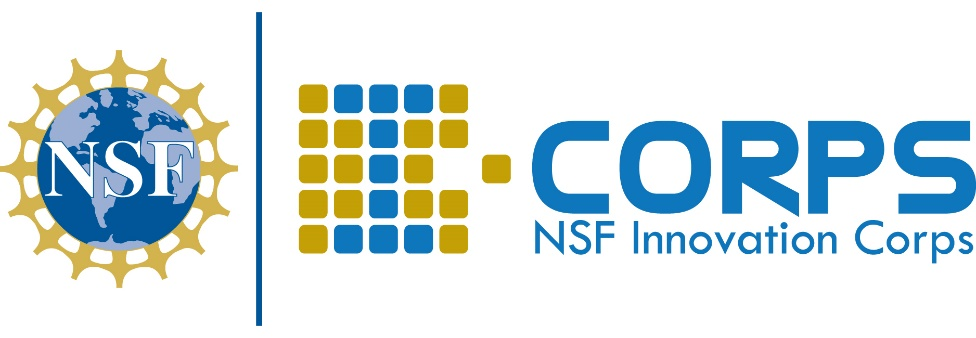 NSF
I-CORPS
NSF Innovation Corps